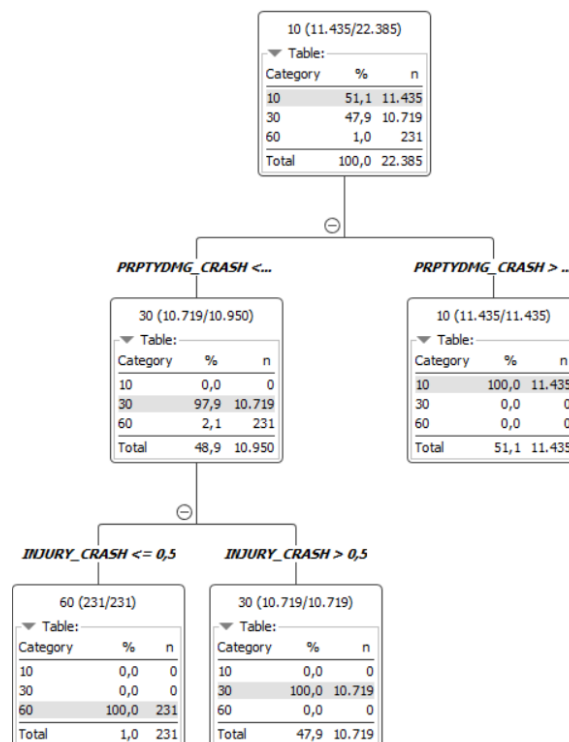 10 (11.435/22.385)
Table:
Category % n
10 51,1 11.435
30 47,9 10.719
60 1,0 231
Total 100,0 22.385
PRPTYDMG_CRASH <...
PRPTYDMG_CRASH > ...
30 (10.719/10.950)
Table:
Category % n
10 0,0 0
30 97,9 10.719
60 2,1 231
Total 48,9 10.950
10 (11.435/11.435)
Table:
Category % n
10 100,0 11.435
30 0,0 0
60 0,0 0
Total 51,1 11.435
INJURY_CRASH <= 0,5
INJURY_CRASH > 0,5
60 (231/231)
Table:
Category % n
10 0,0 0
30 0,0 0
60 100,0 231
Total 1,0 231
30 (10.719/10.719)
Table:
Category % n
10 0,0 0
30 100,0 10.719
60 0,0 0
Total 47,9 10.719